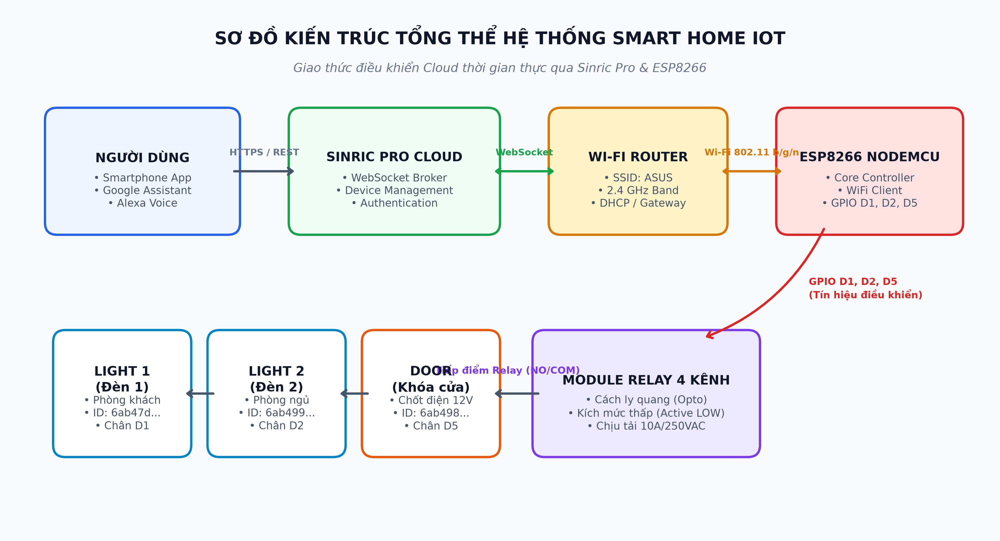 SƠ ĐỒ KIẾN TRÚC TỔNG THỂ HỆ THỐNG SMART HOME IOT
Giao thức điều khiển Cloud thời gian thực qua Sinric Pro & ESP8266
NGƯỜI DÙNG
• Smartphone App
• Google Assistant
• Alexa Voice
HTTPS / REST
SINRIC PRO CLOUD
• WebSocket Broker
• Device Management
• Authentication
WebSocket
WI-FI ROUTER
• SSID: ASUS
• 2.4 GHz Band
• DHCP / Gateway
Wi-Fi 802.11 b/g/n
ESP8266 NODEMCU
• Core Controller
• WiFi Client
• GPIO D1, D2, D5
GPIO D1, D2, D5
(Tín hiệu điều khiển)
LIGHT 1
(Đèn 1)
• Phòng khách
• ID: 6ab47d...
• Chân D1
LIGHT 2
(Đèn 2)
• Phòng ngủ
• ID: 6ab499...
• Chân D2
DOOR
(Khóa cửa)
• Chốt điện 12V
• ID: 6ab498...
• Chân D5
Tiếp điểm Relay (NO/COM)
MODULE RELAY 4 KÊNH
• Cách ly quang (Opto)
• Kích mức thấp (Active LOW)
• Chịu tải 10A/250VAC